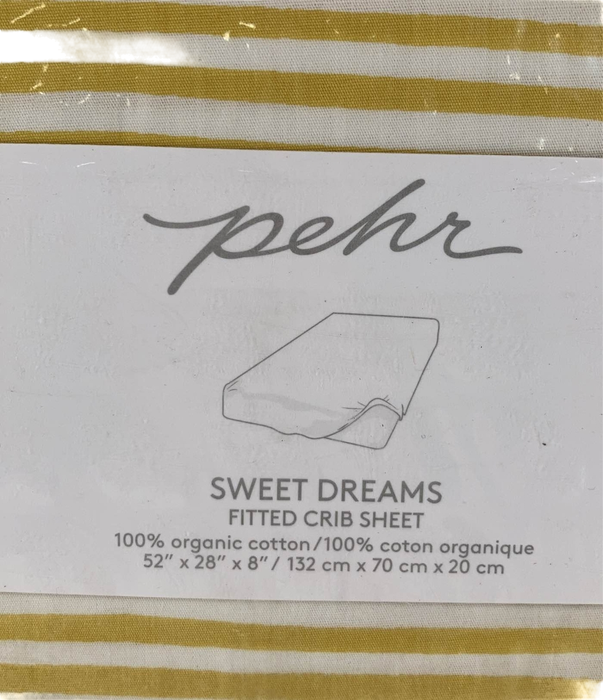 pehr
SWEET DREAMS
FITTED CRIB SHEET
100% organic cotton/100% coton organique
52" x 28" x 8" / 132 cm x 70 cm x 20 cm